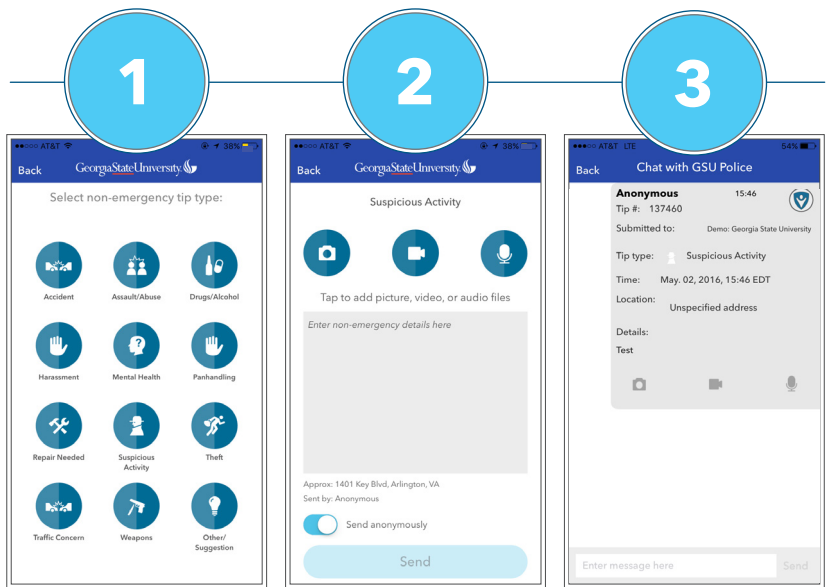 1
2
3
AT&T
38%
Back
GeorgiaStateUniversity
Select non-emergency tip type:
Accident
Assault/Abuse
Drugs/Alcohol
Harassment
Mental Health
Panhandling
Repair Needed
Suspicious
Activity
Theft
Traffic Concern
Weapons
Other/
Suggestion
AT&T
38%
Back
GeorgiaStateUniversity
Suspicious Activity
Tap to add picture, video, or audio files
Enter non-emergency details here
Approx: 1401 Key Blvd, Arlington, VA
Sent by: Anonymous
Send anonymously
Send
AT&T LTE
54%
Back
Chat with GSU Police
Anonymous 15:46
Tip #: 137460
Submitted to: Demo: Georgia State University
Tip type: Suspicious Activity
Time: May. 02, 2016, 15:46 EDT
Location:
Unspecified address
Details:
Test
Enter message here
Send